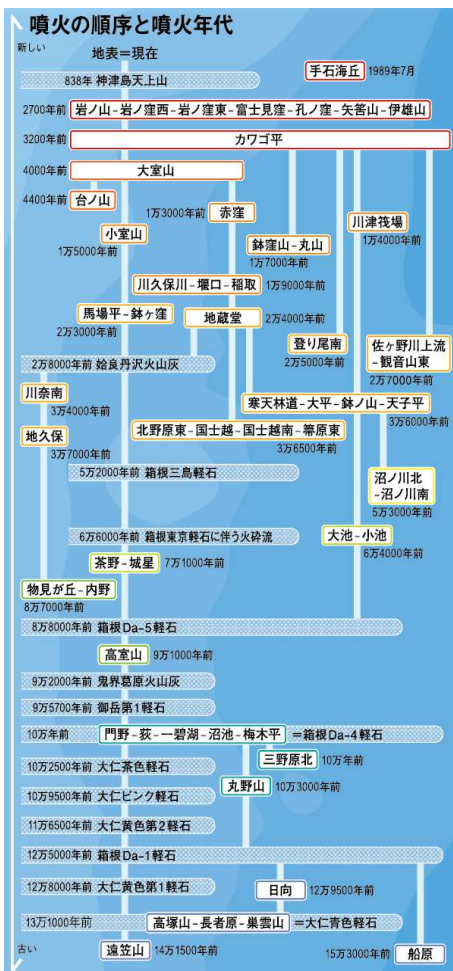 噴火の順序と噴火年代
新しい
地表=現在
838年 神津島天上山
手石海丘 1989年7月
2700年前 岩ノ山-岩ノ窪西-岩ノ窪東-富士見窪-孔ノ窪-矢筈山-伊雄山
3200年前 カワゴ平
4000年前 大室山
4400年前 台ノ山
1万3000年前 赤窪
川津筏場
1万4000年前
小室山
1万5000年前
鉢窪山-丸山
1万7000年前
川久保川-堰口-稲取 1万9000年前
馬場平-鉢ヶ窪
2万3000年前
地蔵堂 2万4000年前
登り尾南
2万5000年前
佐ヶ野川上流
-観音山東
2万7000年前
2万8000年前 姶良丹沢火山灰
川奈南
3万4000年前
寒天林道-大平-鉢ノ山-天子平
3万6000年前
地久保
3万7000年前
北野原東-国士越-国士越南-箒原東
3万6500年前
5万2000年前 箱根三島軽石
沼ノ川北
-沼ノ川南
5万3000年前
6万6000年前 箱根東京軽石に伴う火砕流
大池-小池
6万4000年前
茶野-城星 7万1000年前
物見が丘-内野
8万7000年前
8万8000年前 箱根Da-5軽石
高室山 9万1000年前
9万2000年前 鬼界葛原火山灰
9万5700年前 御岳第1軽石
10万年前 門野-荻-一碧湖-沼池-梅木平 =箱根Da-4軽石
三野原北 10万年前
10万2500年前 大仁茶色軽石
丸野山 10万3000年前
10万9500年前 大仁ピンク軽石
11万6500年前 大仁黄色第2軽石
12万5000年前 箱根Da-1軽石
12万8000年前 大仁黄色第1軽石
日向 12万9500年前
13万1000年前 高塚山-長者原-巣雲山 =大仁青色軽石
古い
遠笠山 14万1500年前
15万3000年前 船原